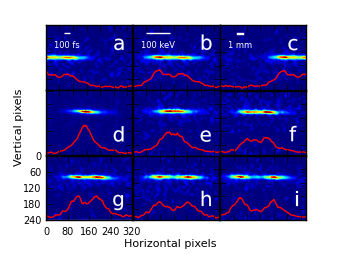 a b c
100 fs 100 keV 1 mm
d e f
g h i
Vertical pixels
0
60
120
180
240
0 80 160 240 320
Horizontal pixels